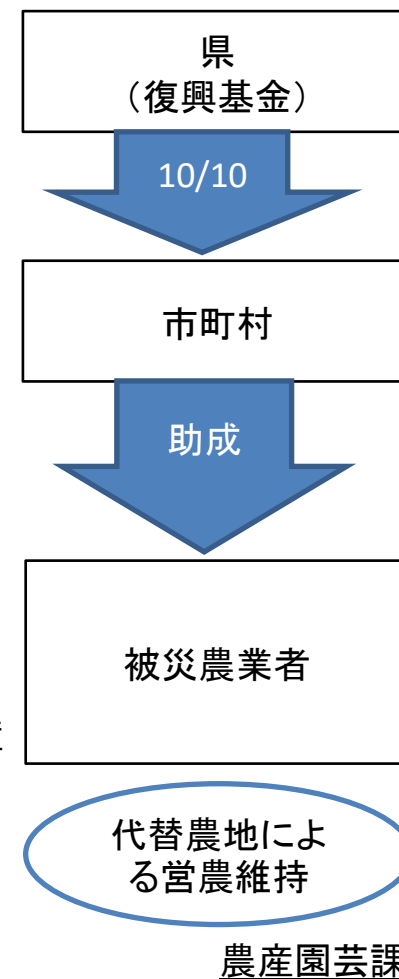 県
（復興基金）
10/10
市町村
助成
被災農業者
代替農地によ
る営農維持
農産園芸課